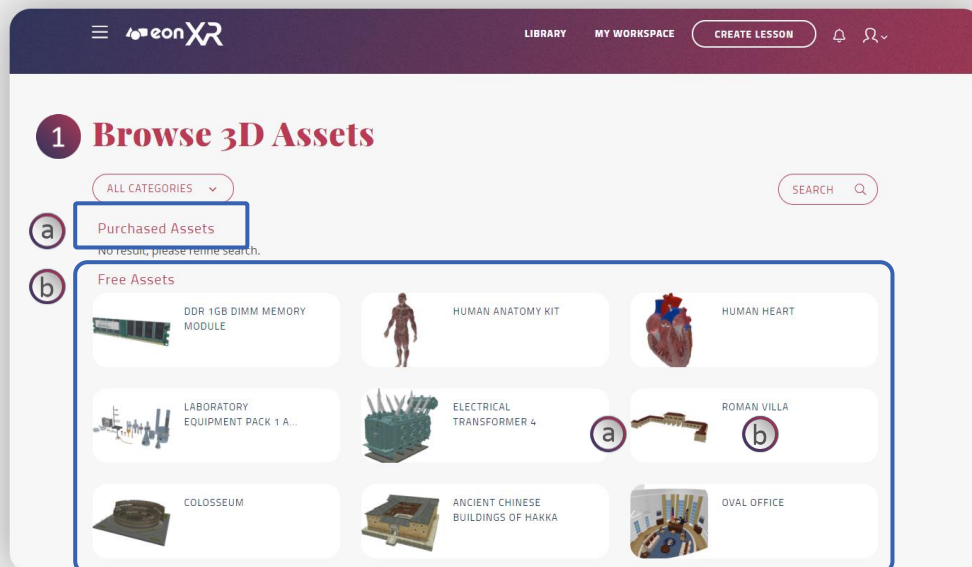 eonXR
LIBRARY
MY WORKSPACE
CREATE LESSON
1
Browse 3D Assets
ALL CATEGORIES
SEARCH
a
Purchased Assets
No result, please refine search.
b
Free Assets
DDR 1GB DIMM MEMORY
MODULE
HUMAN ANATOMY KIT
HUMAN HEART
LABORATORY
EQUIPMENT PACK 1 A...
ELECTRICAL
TRANSFORMER 4
a
ROMAN VILLA
b
COLOSSEUM
ANCIENT CHINESE
BUILDINGS OF HAKKA
OVAL OFFICE